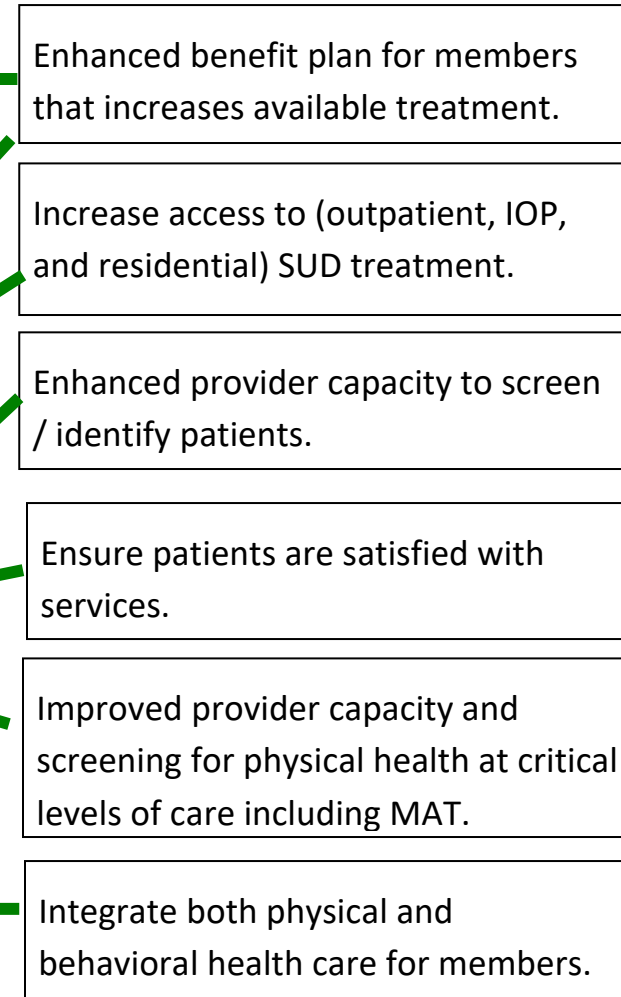 Enhanced benefit plan for members
that increases available treatment.
Increase access to (outpatient, IOP,
and residential) SUD treatment.
Enhanced provider capacity to screen
/ identify patients.
Ensure patients are satisfied with
services.
Improved provider capacity and
screening for physical health at critical
levels of care including MAT.
Integrate both physical and
behavioral health care for members.